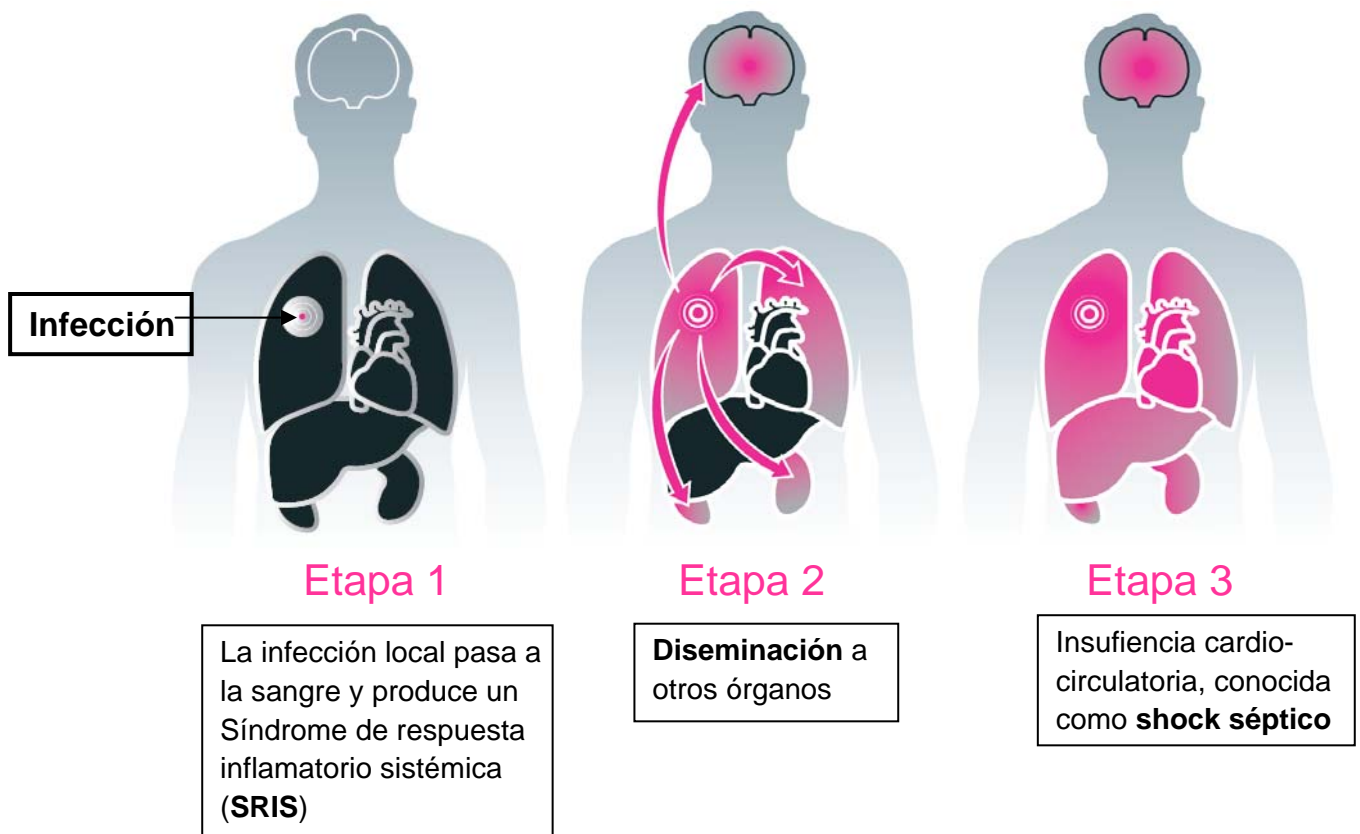 Infección
Etapa 1
La infección local pasa a
la sangre y produce un
Síndrome de respuesta
inflamatorio sistémica
(SRIS)
Etapa 2
Diseminación a
otros órganos
Etapa 3
Insufiencia cardio-
circulatoria, conocida
como shock séptico